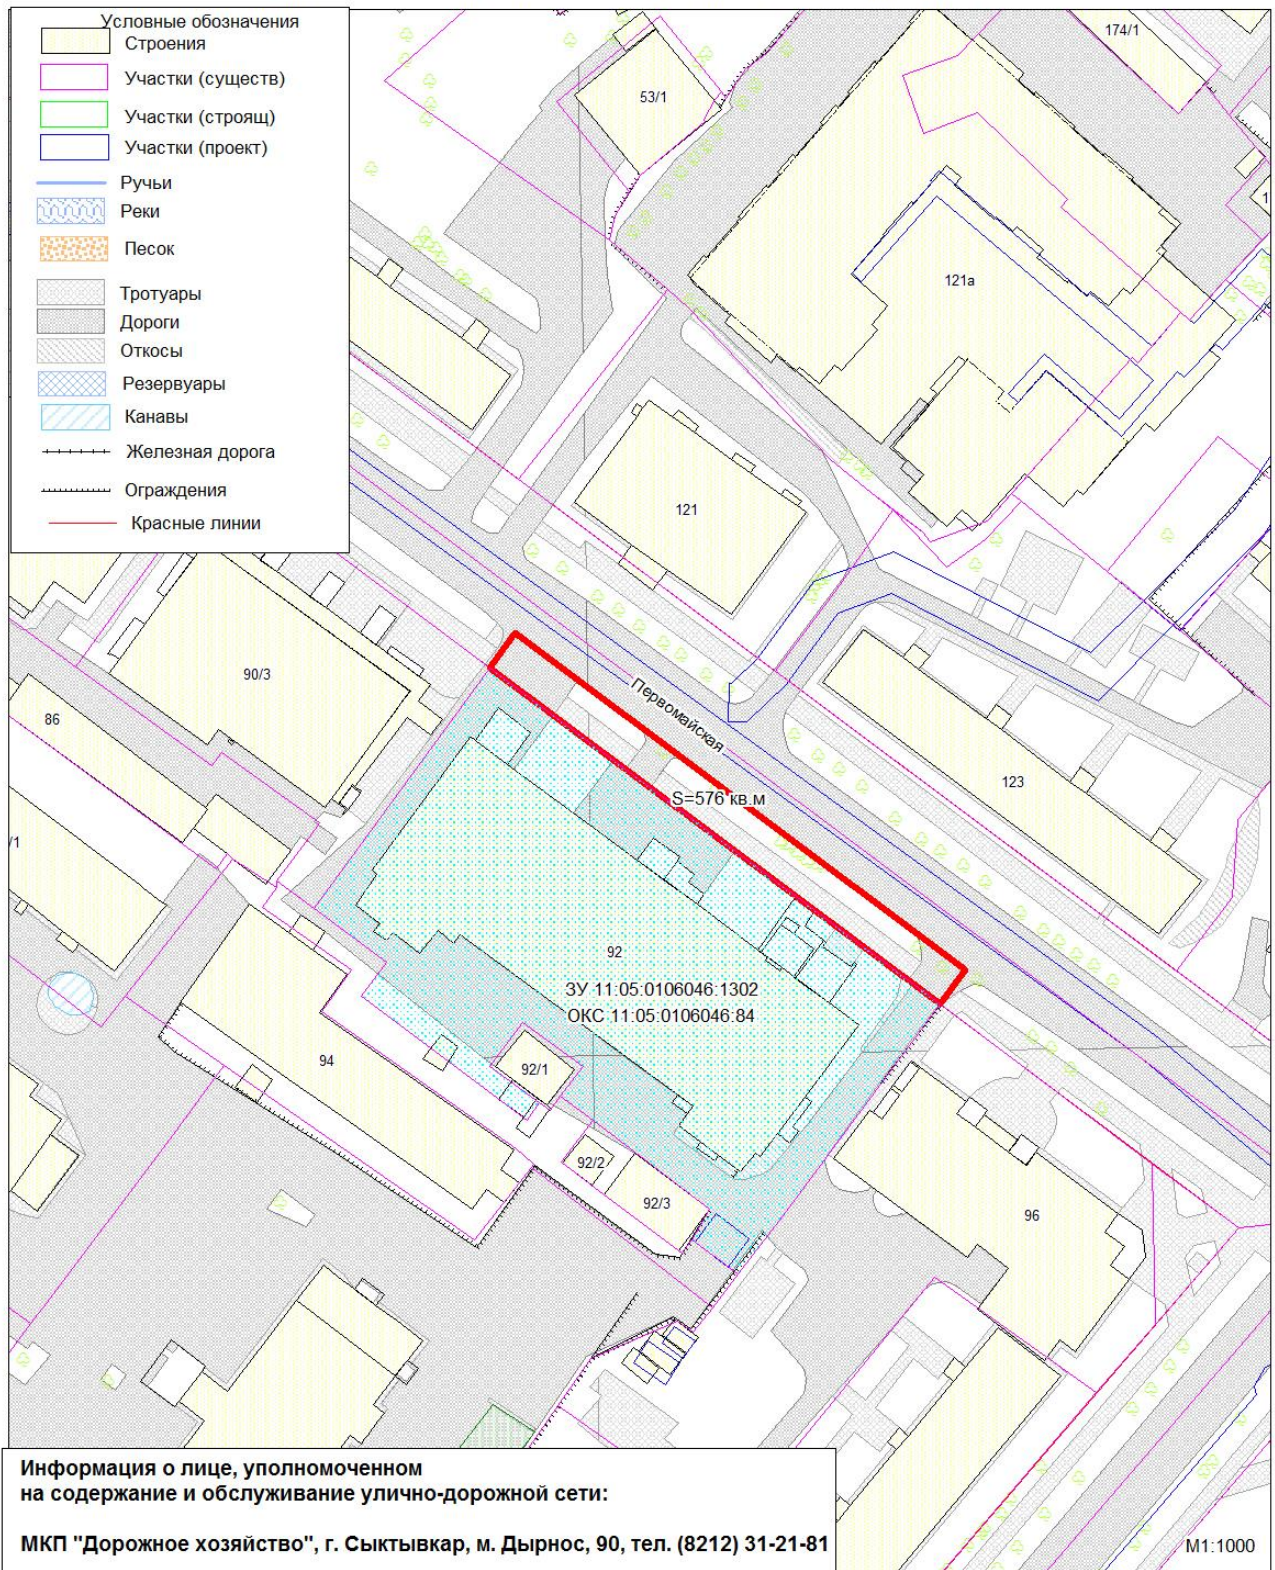 Условные обозначения
Строения
Участки (существ)
Участки (строящ)
Участки (проект)
Ручьи
Реки
Песок
Тротуары
Дороги
Откосы
Резервуары
Канавы
Железная дорога
Ограждения
Красные линии
174/1
53/1
121а
121
90/3
86
Первомайская
123
S=576 кв.м
/1
92
ЗУ 11:05:0106046:1302
ОКС 11:05:0106046:84
94
92/1
92/2
92/3
96
Информация о лице, уполномоченном
на содержание и обслуживание улично-дорожной сети:
МКП "Дорожное хозяйство", г. Сыктывкар, м. Дырнос, 90, тел. (8212) 31-21-81
М1:1000